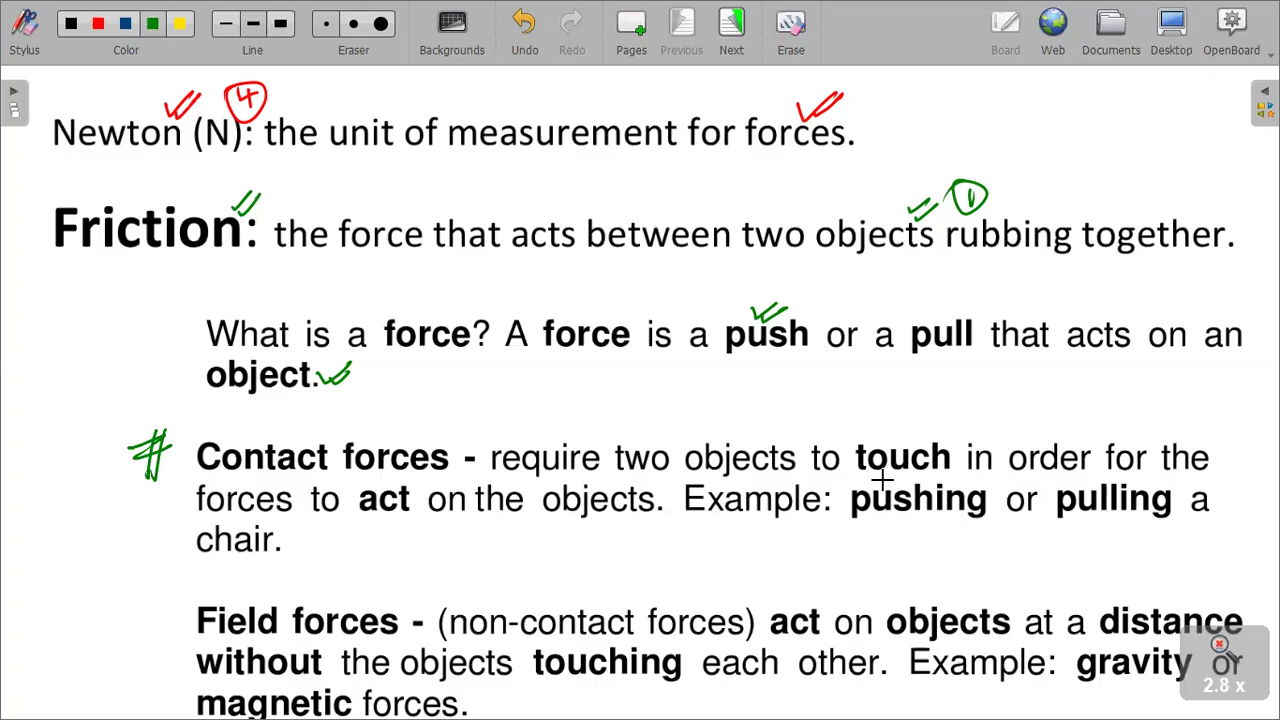 Stylus Color Line Eraser Backgrounds Undo Redo Pages Previous Next Erase Board Web Documents Desktop OpenBoard
4
Newton (N): the unit of measurement for forces.
1
Friction: the force that acts between two objects rubbing together.
What is a force? A force is a push or a pull that acts on an
object.
# Contact forces - require two objects to touch in order for the
forces to act on the objects. Example: pushing or pulling a
chair.
Field forces - (non-contact forces) act on objects at a distance
without the objects touching each other. Example: gravity or
magnetic forces.
2.8 x